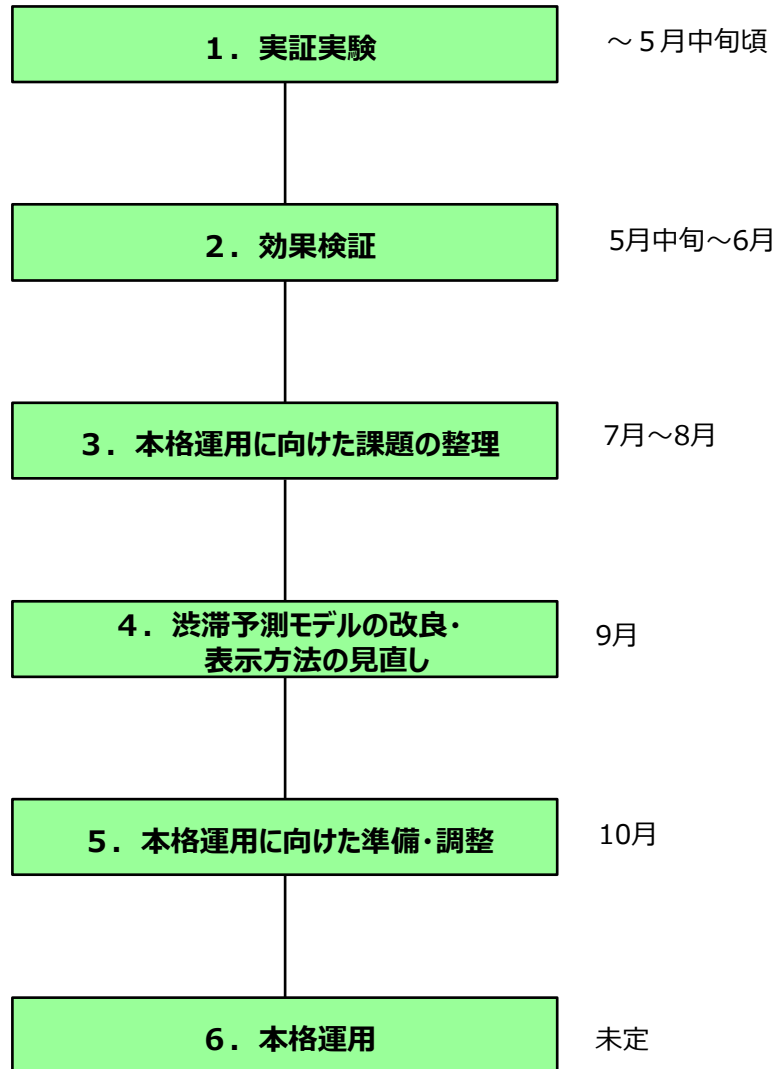 １．実証実験
～５月中旬頃
２．効果検証
5月中旬～6月
３．本格運用に向けた課題の整理
7月～8月
４．渋滞予測モデルの改良・
表示方法の見直し
9月
５．本格運用に向けた準備・調整
10月
６．本格運用
未定